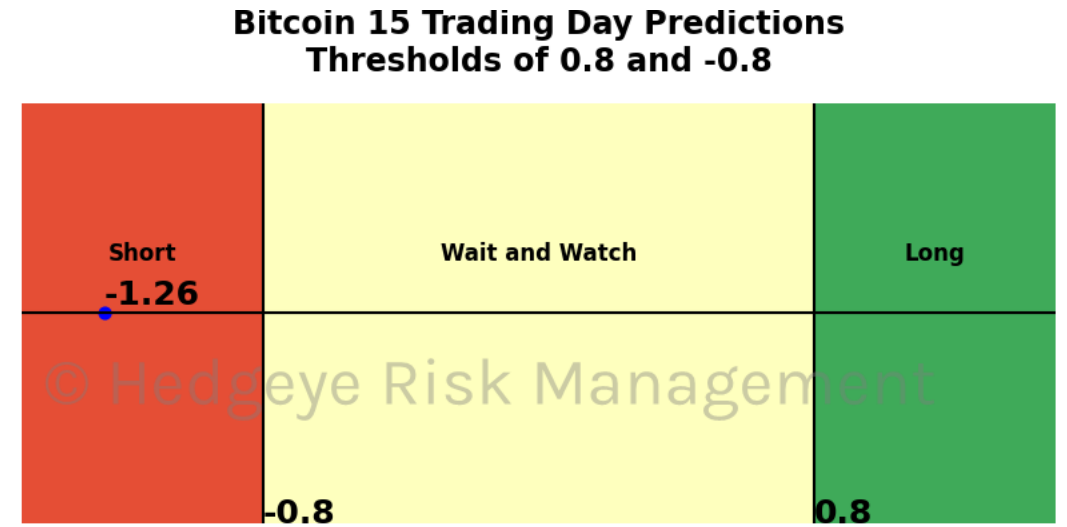 Bitcoin 15 Trading Day Predictions
Thresholds of 0.8 and -0.8
Short
Wait and Watch
Long
-1.26
© Hedgeye Risk Management
-0.8
0.8